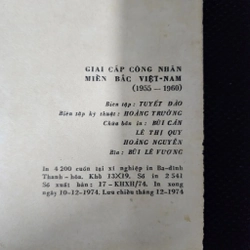 GIAI CẤP CÔNG NHÂN
MIỀN BẮC VIỆT-NAM
(1955 — 1960)
Biên tập : TUYẾT ĐÀO
Biên tập kỹ thuật : HOÀNG TRƯỜNG
Chữa bản in : BÙI CẨN
LÊ THỊ QUY
HOÀNG NGUYÊN
Bìa : BÙI LÊ VƯƠNG
In 4 200 cuốn tại xí nghiệp in Ba-đình
Thanh-hóa. Khổ 13X19. Số in 2541
Số xuất bản : 17 — KHXH/74. In xong
ngày 10-12-1974. Lưu chiểu tháng 12-1974